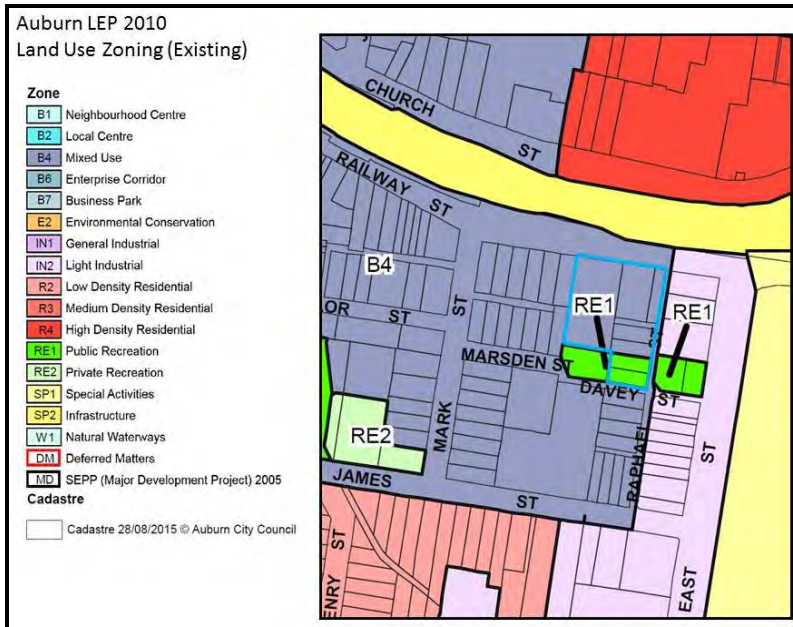 Auburn LEP 2010
Land Use Zoning (Existing)
Zone
B1 Neighbourhood Centre
B2 Local Centre
B4 Mixed Use
B6 Enterprise Corridor
B7 Business Park
E2 Environmental Conservation
IN1 General Industrial
IN2 Light Industrial
R2 Low Density Residential
R3 Medium Density Residential
R4 High Density Residential
RE1 Public Recreation
RE2 Private Recreation
SP1 Special Activities
SP2 Infrastructure
W1 Natural Waterways
DM Deferred Matters
MD SEPP (Major Development Project) 2005
Cadastre
Cadastre 28/08/2015 © Auburn City Council
CHURCH ST
RAILWAY ST
B4
RE1
RE1
LOR ST
ST
ST
MARSDEN ST
DAVEY ST
RE2
MARK
RAPHAEL
ST
JAMES ST
ENRY ST
EAST